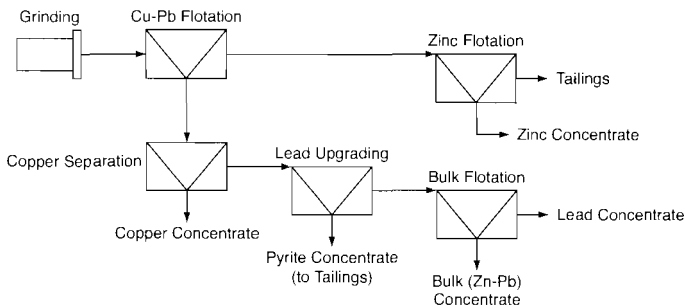 Grinding
Cu-Pb Flotation
Zinc Flotation
Tailings
Zinc Concentrate
Copper Separation
Lead Upgrading
Bulk Flotation
Copper Concentrate
Lead Concentrate
Pyrite Concentrate
(to Tailings)
Bulk (Zn-Pb)
Concentrate